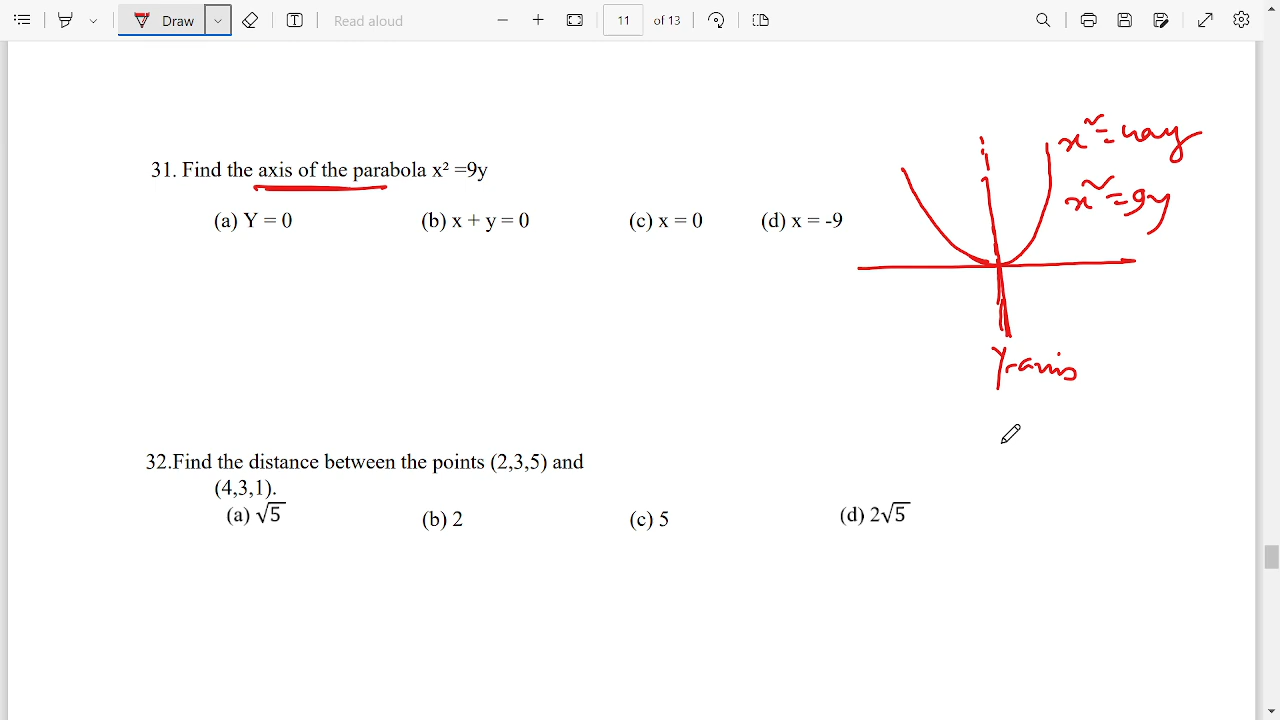 Draw
Read aloud
11 of 13
31. Find the axis of the parabola x² =9y
(a) Y = 0 (b) x + y = 0 (c) x = 0 (d) x = -9
x² = 4ay
x² = 9y
Y-axis
32.Find the distance between the points (2,3,5) and
(4,3,1).
(a) √5 (b) 2 (c) 5 (d) 2√5